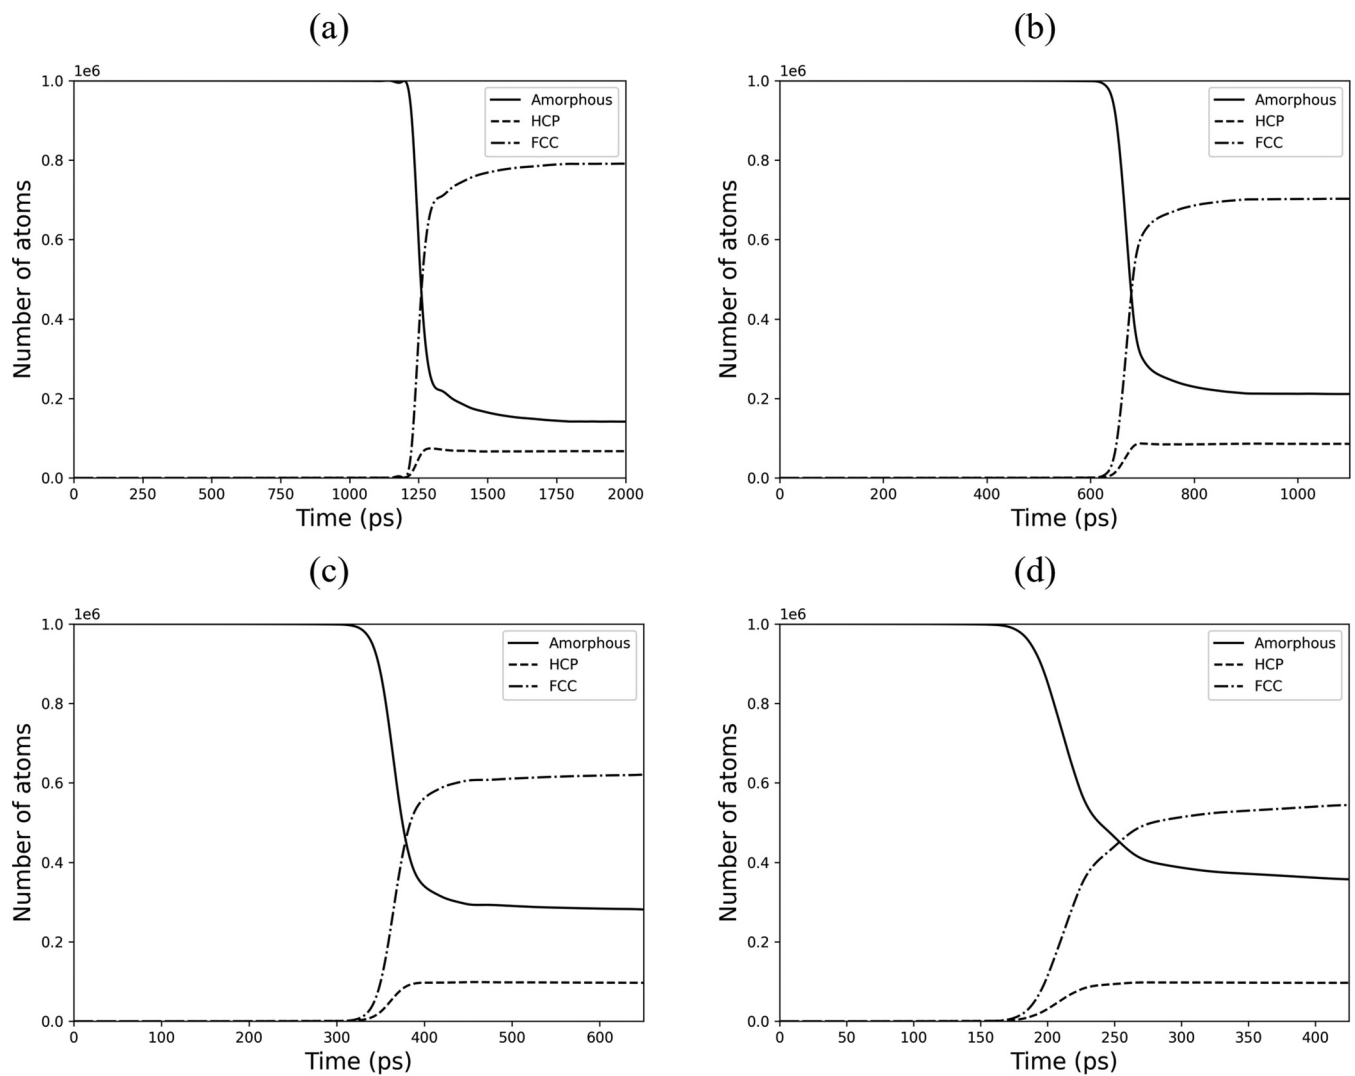 (a)
1e6
1.0
0.8
0.6
0.4
0.2
0.0
Number of atoms
Amorphous
HCP
FCC
0 250 500 750 1000 1250 1500 1750 2000
Time (ps)
(b)
1e6
1.0
0.8
0.6
0.4
0.2
0.0
Number of atoms
Amorphous
HCP
FCC
0 200 400 600 800 1000
Time (ps)
(c)
1e6
1.0
0.8
0.6
0.4
0.2
0.0
Number of atoms
Amorphous
HCP
FCC
0 100 200 300 400 500 600
Time (ps)
(d)
1e6
1.0
0.8
0.6
0.4
0.2
0.0
Number of atoms
Amorphous
HCP
FCC
0 50 100 150 200 250 300 350 400
Time (ps)